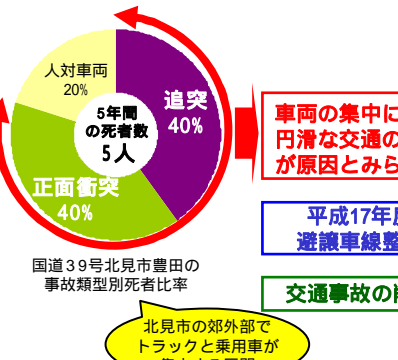 人対車両
20%
追突
40%
5年間
の死者数
5人
正面衝突
40%
国道39号北見市豊田の
事故類型別死者比率
車両の集中に
円滑な交通の
が原因とみら
平成17年
避譲車線整
交通事故の
北見市の郊外部で
トラックと乗用車が